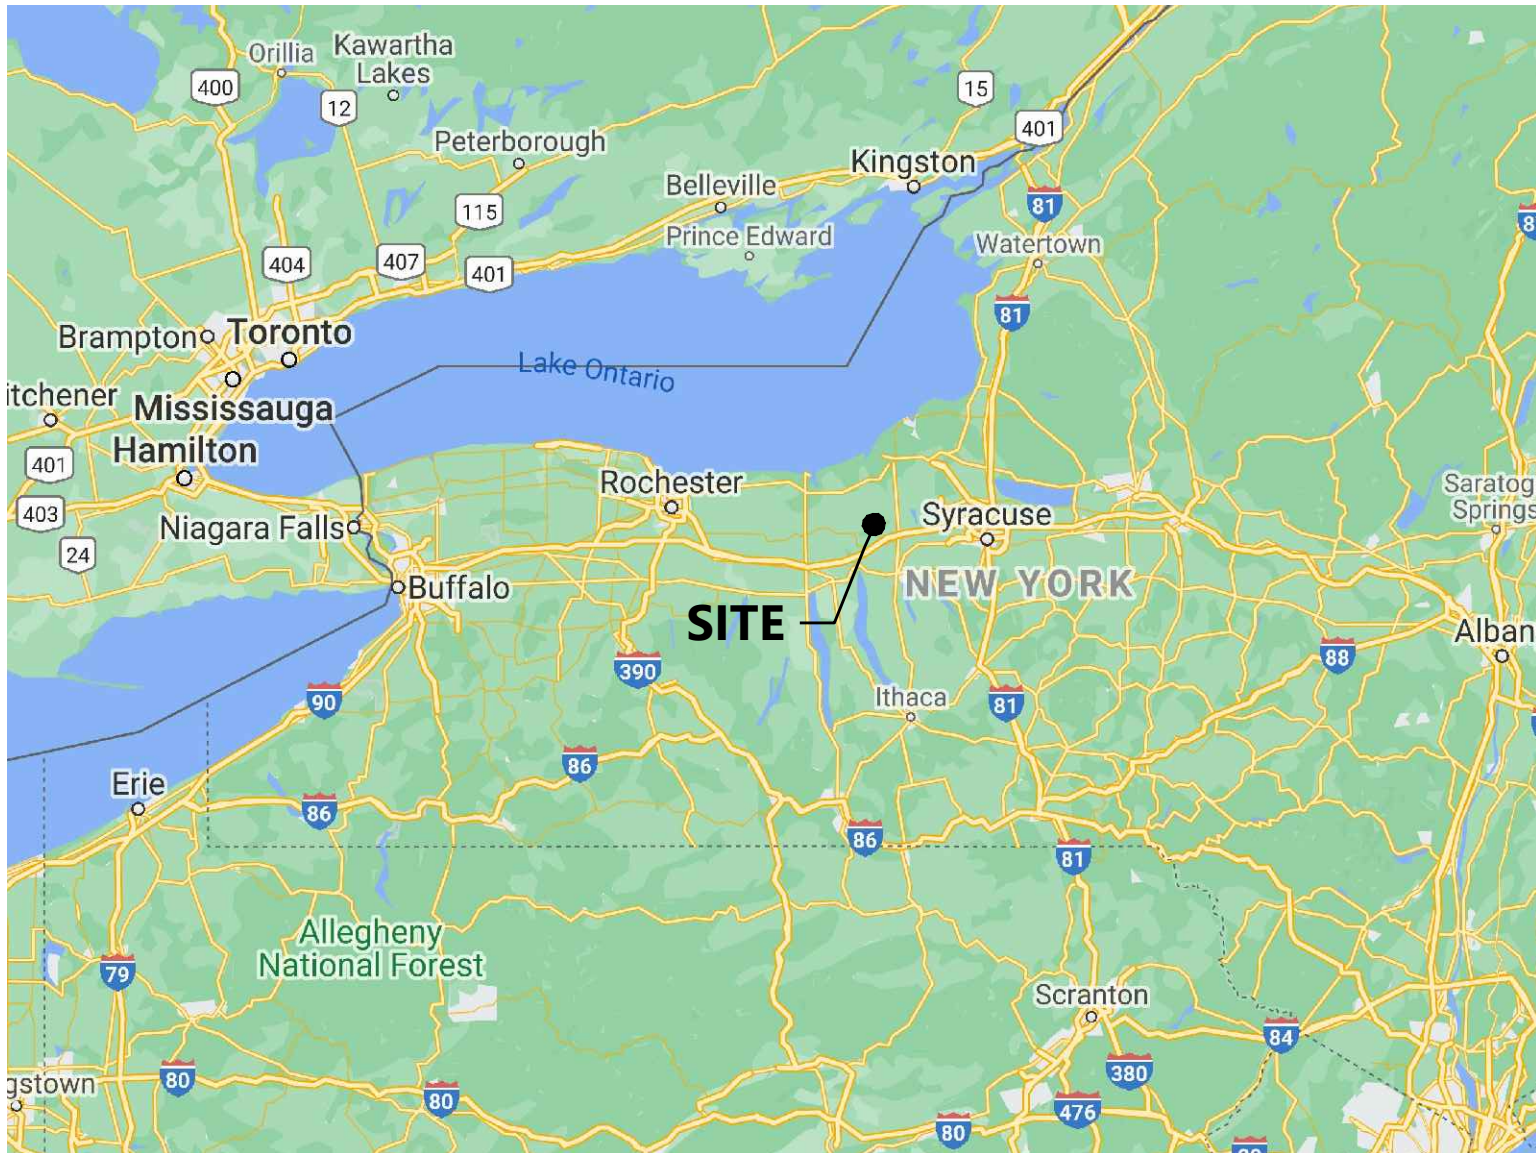 Orillia
Kawartha
Lakes
400
12
15
Peterborough
401
Kingston
Belleville
115
81
Prince Edward
Watertown
404
407
401
8
81
Brampton
Toronto
Lake Ontario
itchener
Mississauga
Hamilton
401
Rochester
Saratog
Springs
403
Niagara Falls
Syracuse
24
NEW YORK
Buffalo
SITE
Alban
390
88
90
Ithaca
81
86
Erie
86
86
81
Allegheny
National Forest
79
Scranton
84
80
gstown
380
80
476
80